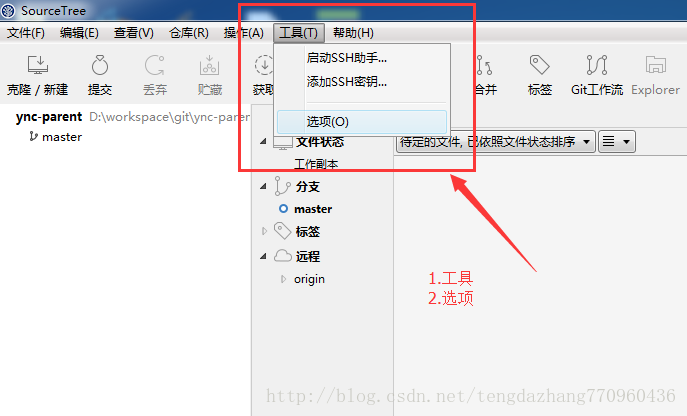 SourceTree
文件(F) 编辑(E) 查看(V) 仓库(R) 操作(A) 工具(T) 帮助(H)
启动SSH助手...
添加SSH密钥...
选项(O)
克隆 / 新建 提交 丢弃 贮藏 获取 合并 标签 Git工作流 Explorer
ync-parent D:\workspace\git\ync-paren
master
文件状态
待定的文件, 已依照文件状态排序
工作副本
分支
master
标签
远程
origin
1.工具
2.选项
http://blog.csdn.net/tengdazhang770960436